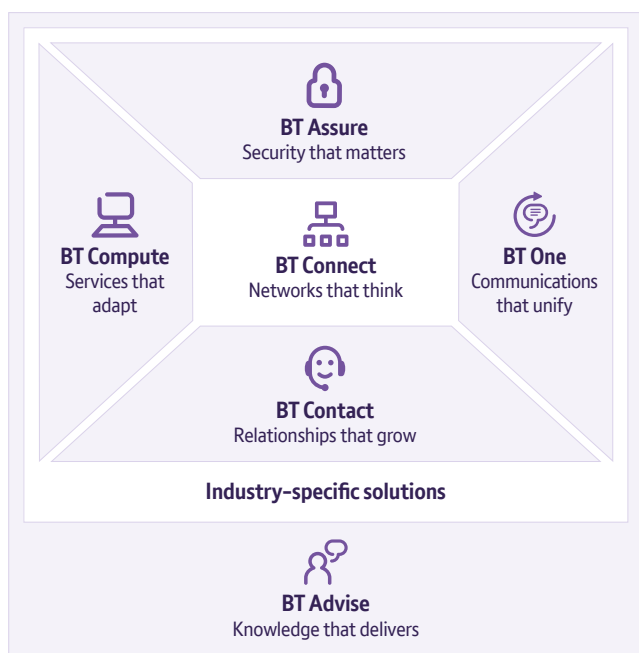 BT Assure
Security that matters
BT Compute
Services that
adapt
BT Connect
Networks that think
BT One
Communications
that unify
BT Contact
Relationships that grow
Industry-specific solutions
BT Advise
Knowledge that delivers